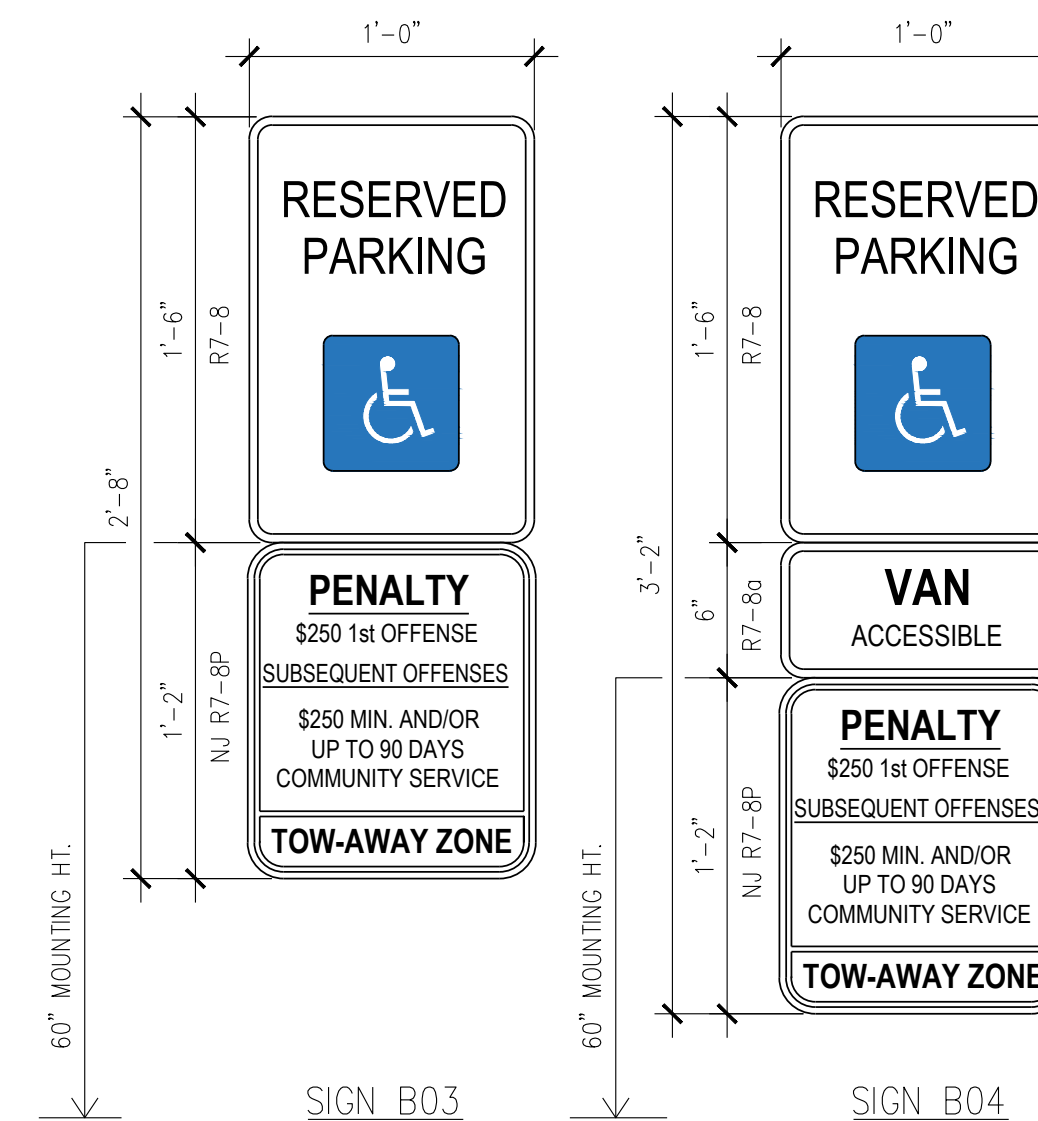 1'-0"
RESERVED
PARKING
1'-6"
R7-8
2'-8"
PENALTY
$250 1st OFFENSE
SUBSEQUENT OFFENSES
$250 MIN. AND/OR
UP TO 90 DAYS
COMMUNITY SERVICE
TOW-AWAY ZONE
1'-2"
NJ R7-8P
60" MOUNTING HT.
SIGN B03
1'-0"
RESERVED
PARKING
1'-6"
R7-8
3'-2"
VAN
ACCESSIBLE
6"
R7-8a
PENALTY
$250 1st OFFENSE
SUBSEQUENT OFFENSES
$250 MIN. AND/OR
UP TO 90 DAYS
COMMUNITY SERVICE
TOW-AWAY ZONE
1'-2"
NJ R7-8P
60" MOUNTING HT.
SIGN B04